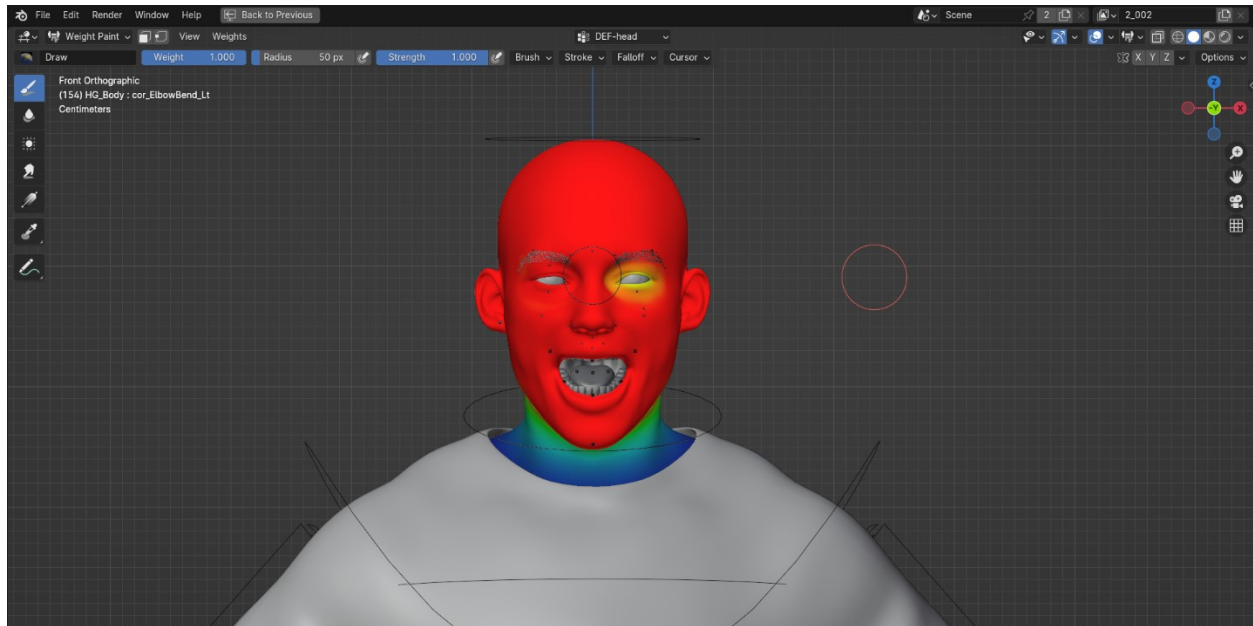 File Edit Render Window Help Back to Previous Scene 2 2_002
Weight Paint View Weights DEF-head
Draw Weight 1.000 Radius 50 px Strength 1.000 Brush Stroke Falloff Cursor X Y Z Options
Front Orthographic
(154) HG_Body : cor_ElbowBend_Lt
Centimeters
Z
-Y X